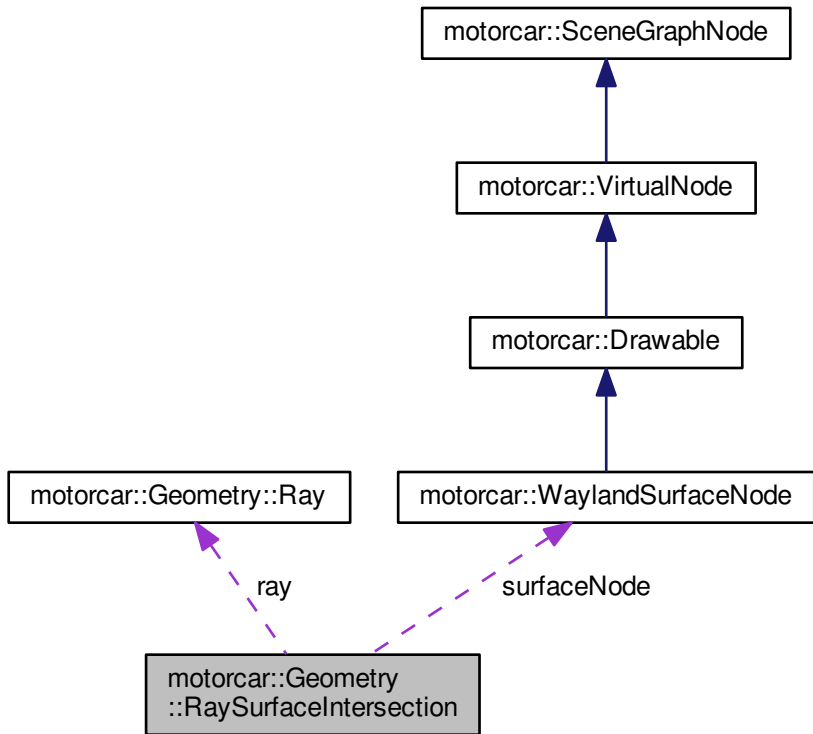 motorcar::SceneGraphNode
motorcar::VirtualNode
motorcar::Drawable
motorcar::Geometry::Ray
motorcar::WaylandSurfaceNode
ray
surfaceNode
motorcar::Geometry
::RaySurfaceIntersection